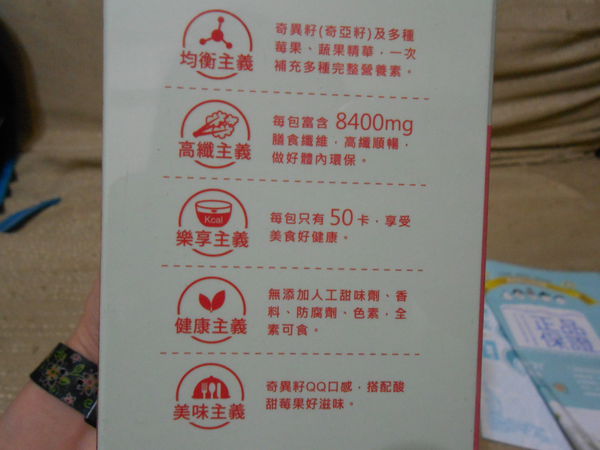 均衡主義
奇異籽(奇亞籽)及多種
莓果、蔬果精華，一次
補充多種完整營養素。
高纖主義
每包富含 8400mg
膳食纖維，高纖順暢，
做好體內環保。
Kcal
樂享主義
每包只有 50 卡，享受
美食好健康。
健康主義
無添加人工甜味劑、香
料、防腐劑、色素，全
素可食。
美味主義
奇異籽QQ口感，搭配酸
甜莓果好滋味。
正品
保證